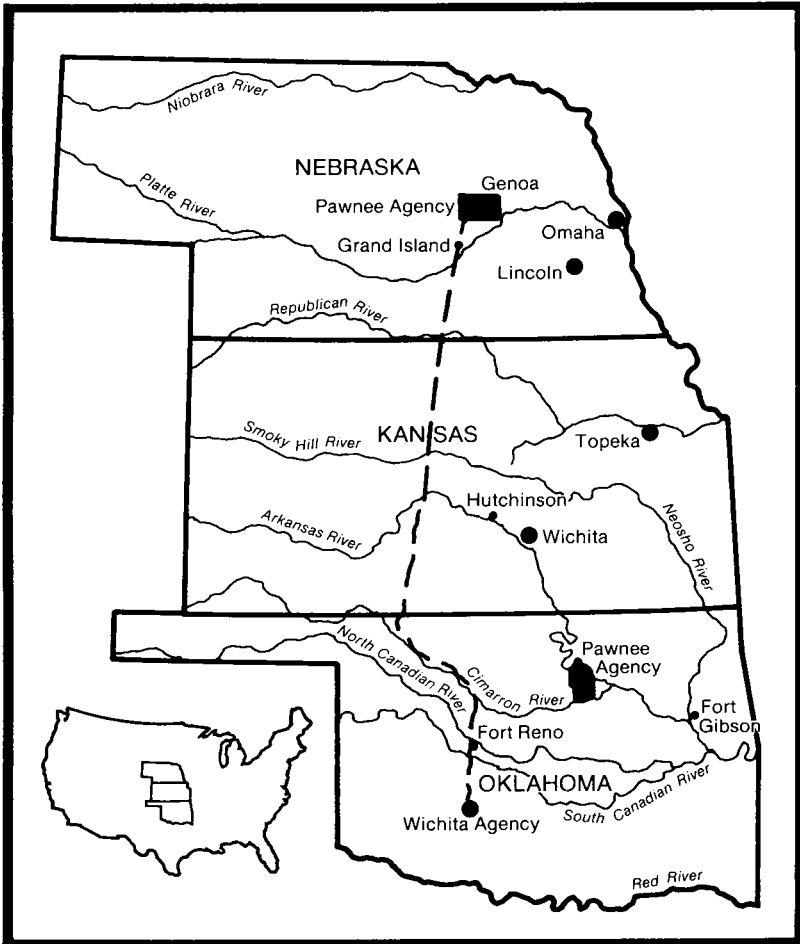 Niobrara River
NEBRASKA
Platte River
Genoa
Pawnee Agency
Grand Island
Omaha
Lincoln
Republican River
KANSAS
Smoky Hill River
Topeka
Hutchinson
Arkansas River
Wichita
Neosho River
North Canadian River
Cimarron River
Pawnee
Agency
Fort
Gibson
Fort Reno
OKLAHOMA
South Canadian River
Wichita Agency
Red River